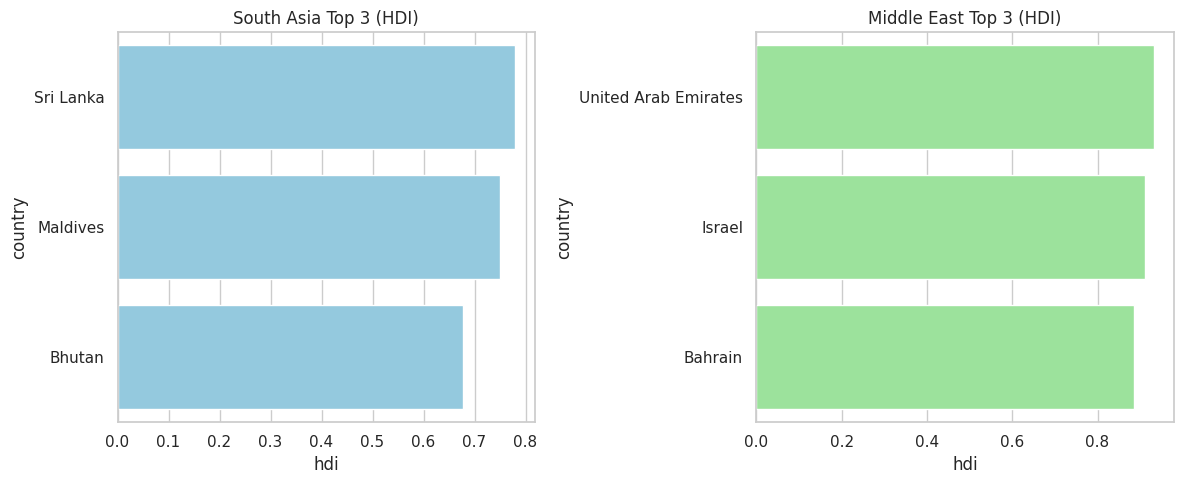 South Asia Top 3 (HDI)
country
Sri Lanka
Maldives
Bhutan
0.0 0.1 0.2 0.3 0.4 0.5 0.6 0.7 0.8
hdi
Middle East Top 3 (HDI)
country
United Arab Emirates
Israel
Bahrain
0.0 0.2 0.4 0.6 0.8
hdi